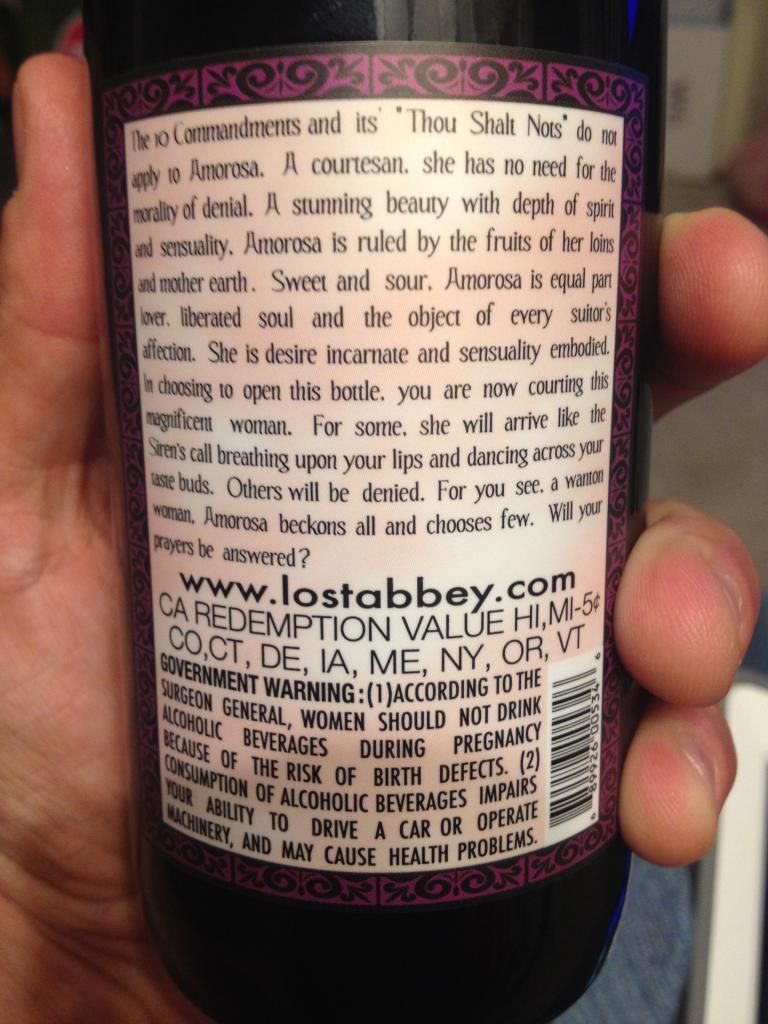 The 10 Commandments and its' "Thou Shalt Nots" do not
apply to Amorosa. A courtesan, she has no need for the
morality of denial. A stunning beauty with depth of spirit
and sensuality, Amorosa is ruled by the fruits of her loins
and mother earth. Sweet and sour, Amorosa is equal part
lover, liberated soul and the object of every suitor's
affection. She is desire incarnate and sensuality embodied.
In choosing to open this bottle, you are now courting this
magnificent woman. For some, she will arrive like the
Siren's call breathing upon your lips and dancing across your
taste buds. Others will be denied. For you see, a wanton
woman, Amorosa beckons all and chooses few. Will your
prayers be answered?
www.lostabbey.com
CA REDEMPTION VALUE HI,MI-5¢
CO,CT, DE, IA, ME, NY, OR, VT
GOVERNMENT WARNING:(1)ACCORDING TO THE
SURGEON GENERAL, WOMEN SHOULD NOT DRINK
ALCOHOLIC BEVERAGES DURING PREGNANCY
BECAUSE OF THE RISK OF BIRTH DEFECTS. (2)
CONSUMPTION OF ALCOHOLIC BEVERAGES IMPAIRS
YOUR ABILITY TO DRIVE A CAR OR OPERATE
MACHINERY, AND MAY CAUSE HEALTH PROBLEMS.
6 89926 00534 6